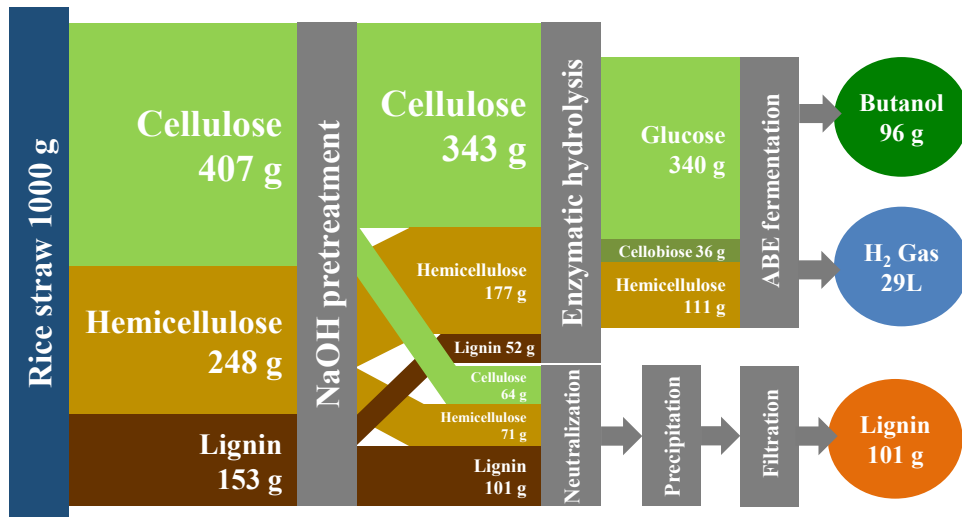 Rice straw 1000 g
Cellulose
407 g
Hemicellulose
248 g
Lignin
153 g
NaOH pretreatment
Cellulose
343 g
Hemicellulose
177 g
Lignin 52 g
Cellulose
64 g
Hemicellulose
71 g
Lignin
101 g
Enzymatic hydrolysis
Neutralization
Glucose
340 g
Cellobiose 36 g
Hemicellulose
111 g
Precipitation
ABE fermentation
Filtration
Butanol
96 g
H₂ Gas
29L
Lignin
101 g